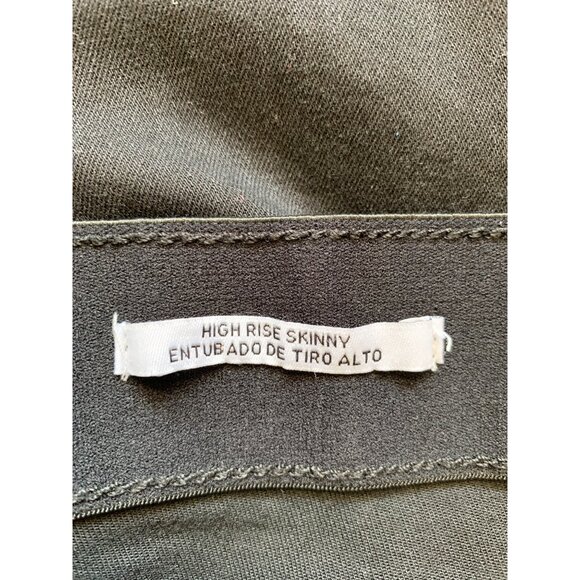 HIGH RISE SKINNY
ENTUBADO DE TIRO ALTO